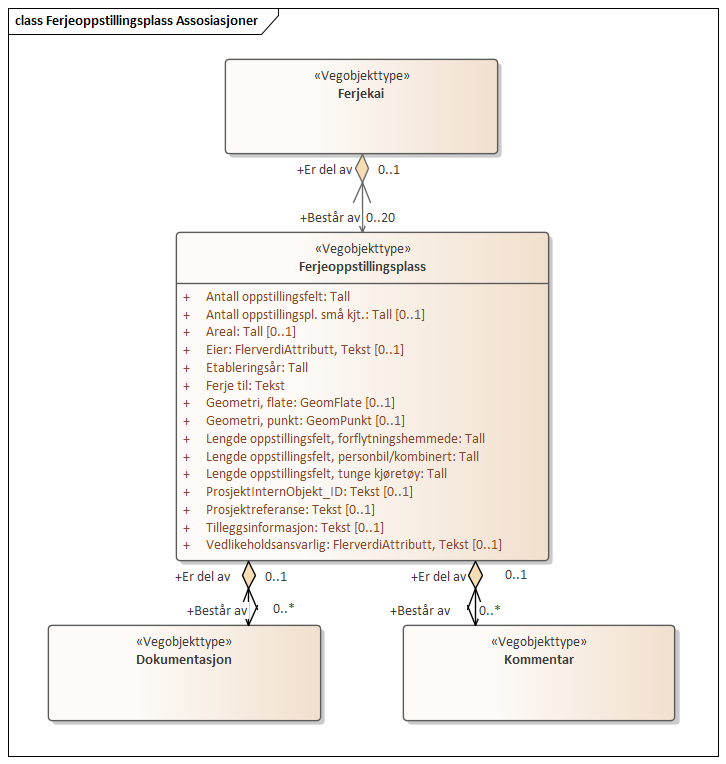 class Ferjeoppstillingsplass Assosiasjoner
«Vegobjekttype»
Ferjekai
+Er del av 0..1
+Består av 0..20
«Vegobjekttype»
Ferjeoppstillingsplass
+ Antall oppstillingsfelt: Tall
+ Antall oppstillingspl. små kjt.: Tall [0..1]
+ Areal: Tall [0..1]
+ Eier: FlerverdiAttributt, Tekst [0..1]
+ Etableringsår: Tall
+ Ferje til: Tekst
+ Geometri, flate: GeomFlate [0..1]
+ Geometri, punkt: GeomPunkt [0..1]
+ Lengde oppstillingsfelt, forflytningshemmede: Tall
+ Lengde oppstillingsfelt, personbil/kombinert: Tall
+ Lengde oppstillingsfelt, tunge kjøretøy: Tall
+ ProsjektInternObjekt_ID: Tekst [0..1]
+ Prosjektreferanse: Tekst [0..1]
+ Tilleggsinformasjon: Tekst [0..1]
+ Vedlikeholdsansvarlig: FlerverdiAttributt, Tekst [0..1]
+Er del av 0..1
+Består av 0..*
«Vegobjekttype»
Dokumentasjon
+Er del av 0..1
+Består av 0..*
«Vegobjekttype»
Kommentar